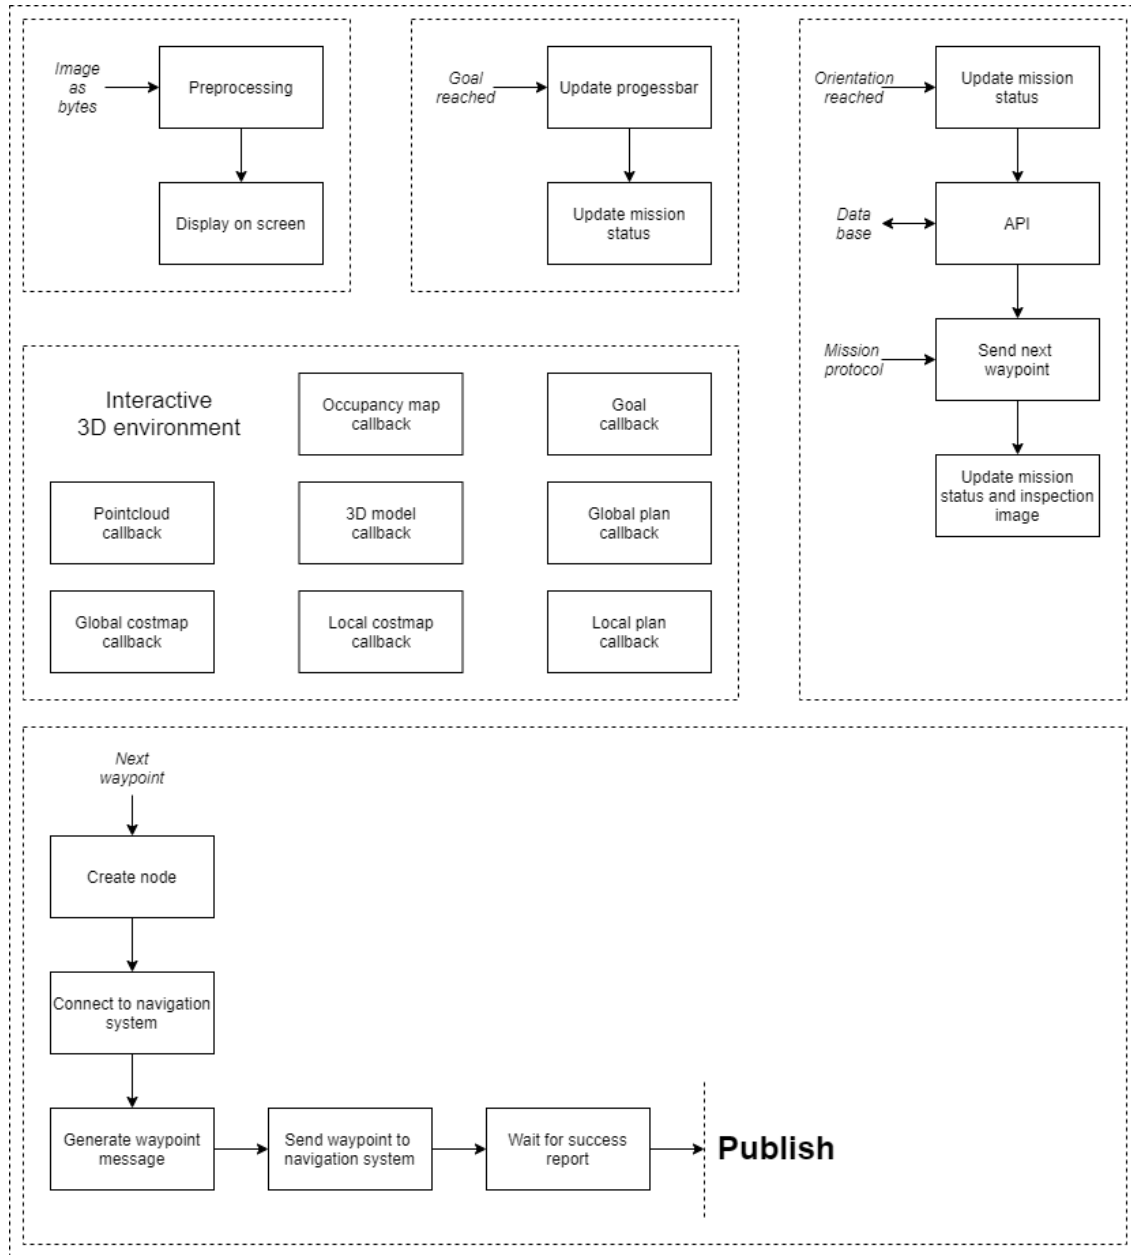 Image
as
bytes
Preprocessing
Display on screen
Goal
reached
Update progessbar
Update mission
status
Orientation
reached
Update mission
status
Data
base
API
Mission
protocol
Send next
waypoint
Update mission
status and inspection
image
Interactive
3D environment
Occupancy map
callback
Goal
callback
Pointcloud
callback
3D model
callback
Global plan
callback
Global costmap
callback
Local costmap
callback
Local plan
callback
Next
waypoint
Create node
Connect to navigation
system
Generate waypoint
message
Send waypoint to
navigation system
Wait for success
report
Publish